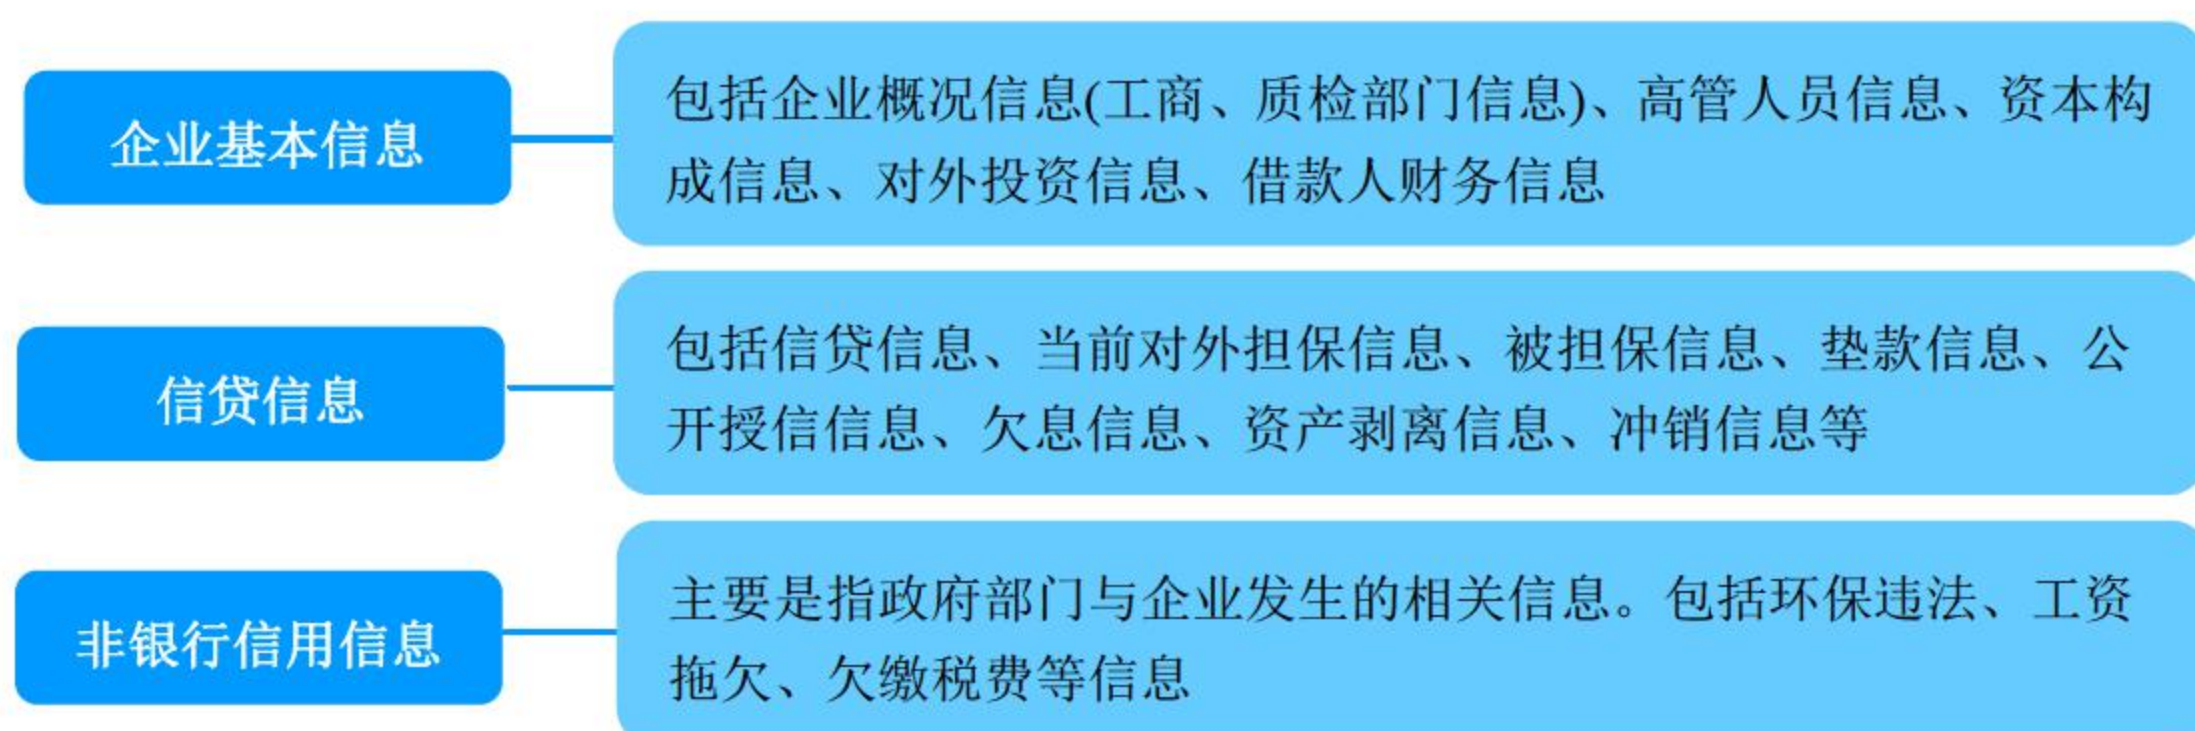 企业基本信息
包括企业概况信息(工商、质检部门信息)、高管人员信息、资本构
成信息、对外投资信息、借款人财务信息
信贷信息
包括信贷信息、当前对外担保信息、被担保信息、垫款信息、公
开授信信息、欠息信息、资产剥离信息、冲销信息等
非银行信用信息
主要是指政府部门与企业发生的相关信息。包括环保违法、工资
拖欠、欠缴税费等信息